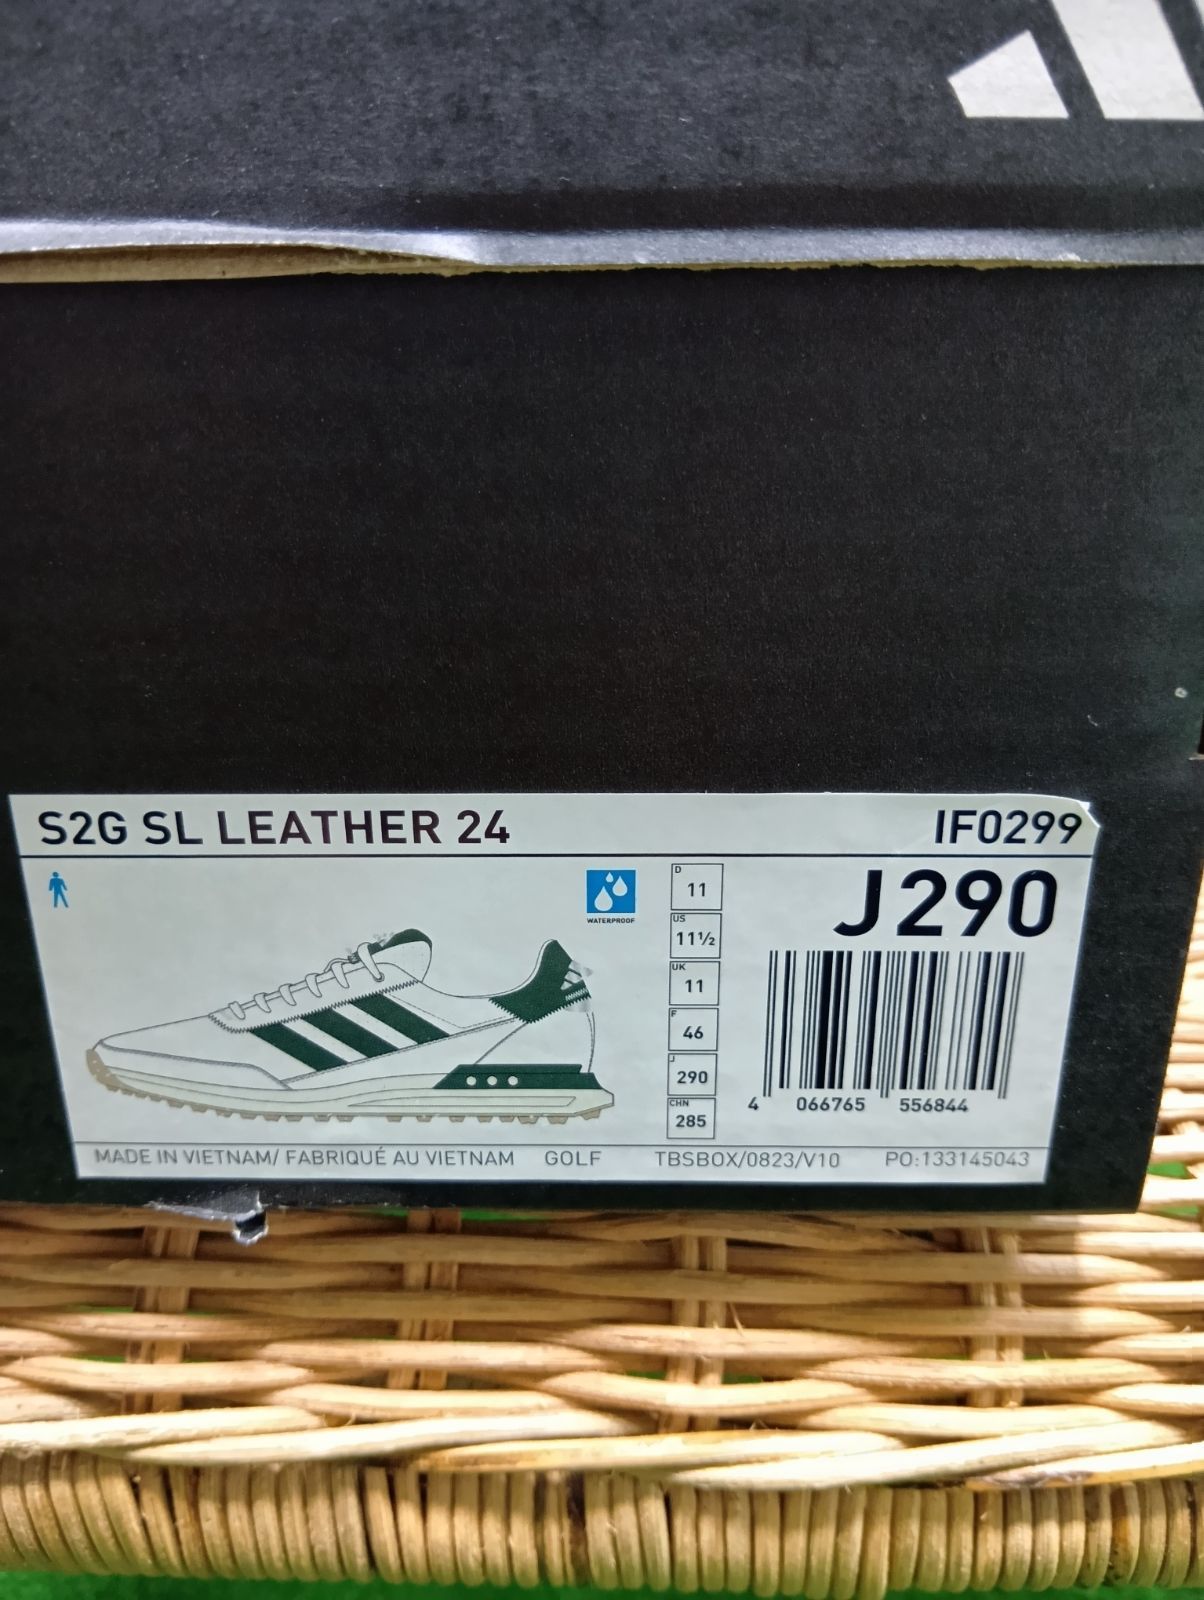 S2G SL LEATHER 24 IF0299
WATERPROOF
J290
D 11
US 11½
UK 11
F 46
J 290
CHN 285
4 066765 556844
MADE IN VIETNAM/ FABRIQUÉ AU VIETNAM GOLF TBSBOX/0823/V10 PO:133145043